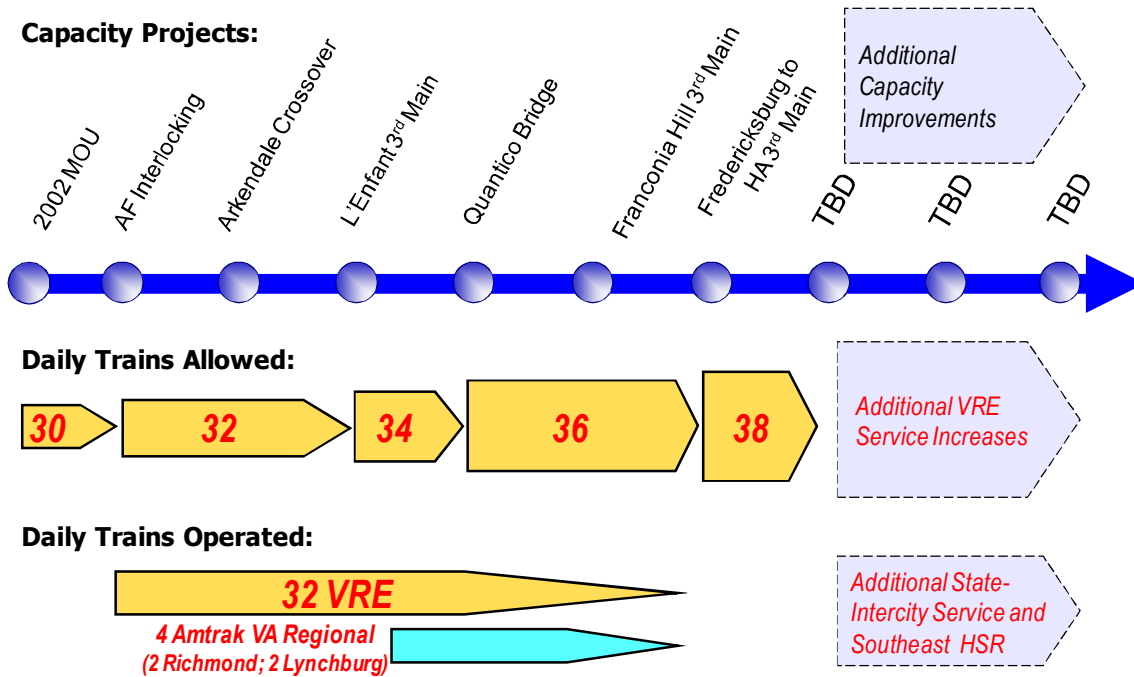 Capacity Projects:
2002 MOU
AF Interlocking
Arkendale Crossover
L'Enfant 3rd Main
Quantico Bridge
Franconia Hill 3rd Main
Fredericksburg to
HA 3rd Main
TBD
TBD
TBD
Additional
Capacity
Improvements
Daily Trains Allowed:
30
32
34
36
38
Additional VRE
Service Increases
Daily Trains Operated:
32 VRE
4 Amtrak VA Regional
(2 Richmond; 2 Lynchburg)
Additional State-
Intercity Service and
Southeast HSR